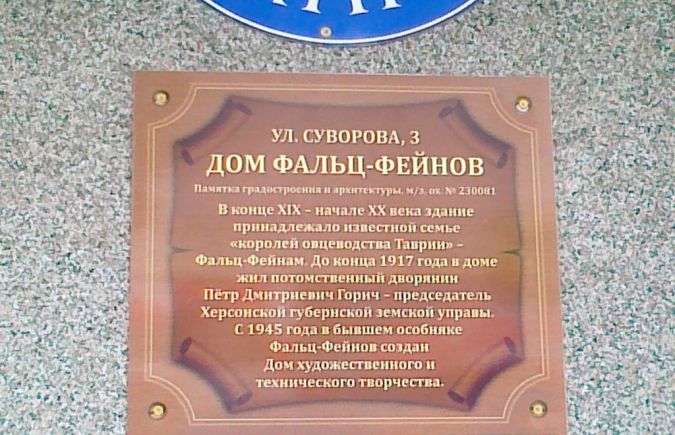 УЛ. СУВОРОВА, 3
ДОМ ФАЛЬЦ-ФЕЙНОВ
Памятка градостроения и архитектуры, м/з. ох. № 230081
В конце XIX – начале XX века здание
принадлежало известной семье
«королей овцеводства Таврии» –
Фальц-Фейнам. До конца 1917 года в доме
жил потомственный дворянин
Пётр Дмитриевич Горич – председатель
Херсонской губернской земской управы.
С 1945 года в бывшем особняке
Фальц-Фейнов создан
Дом художественного и
технического творчества.